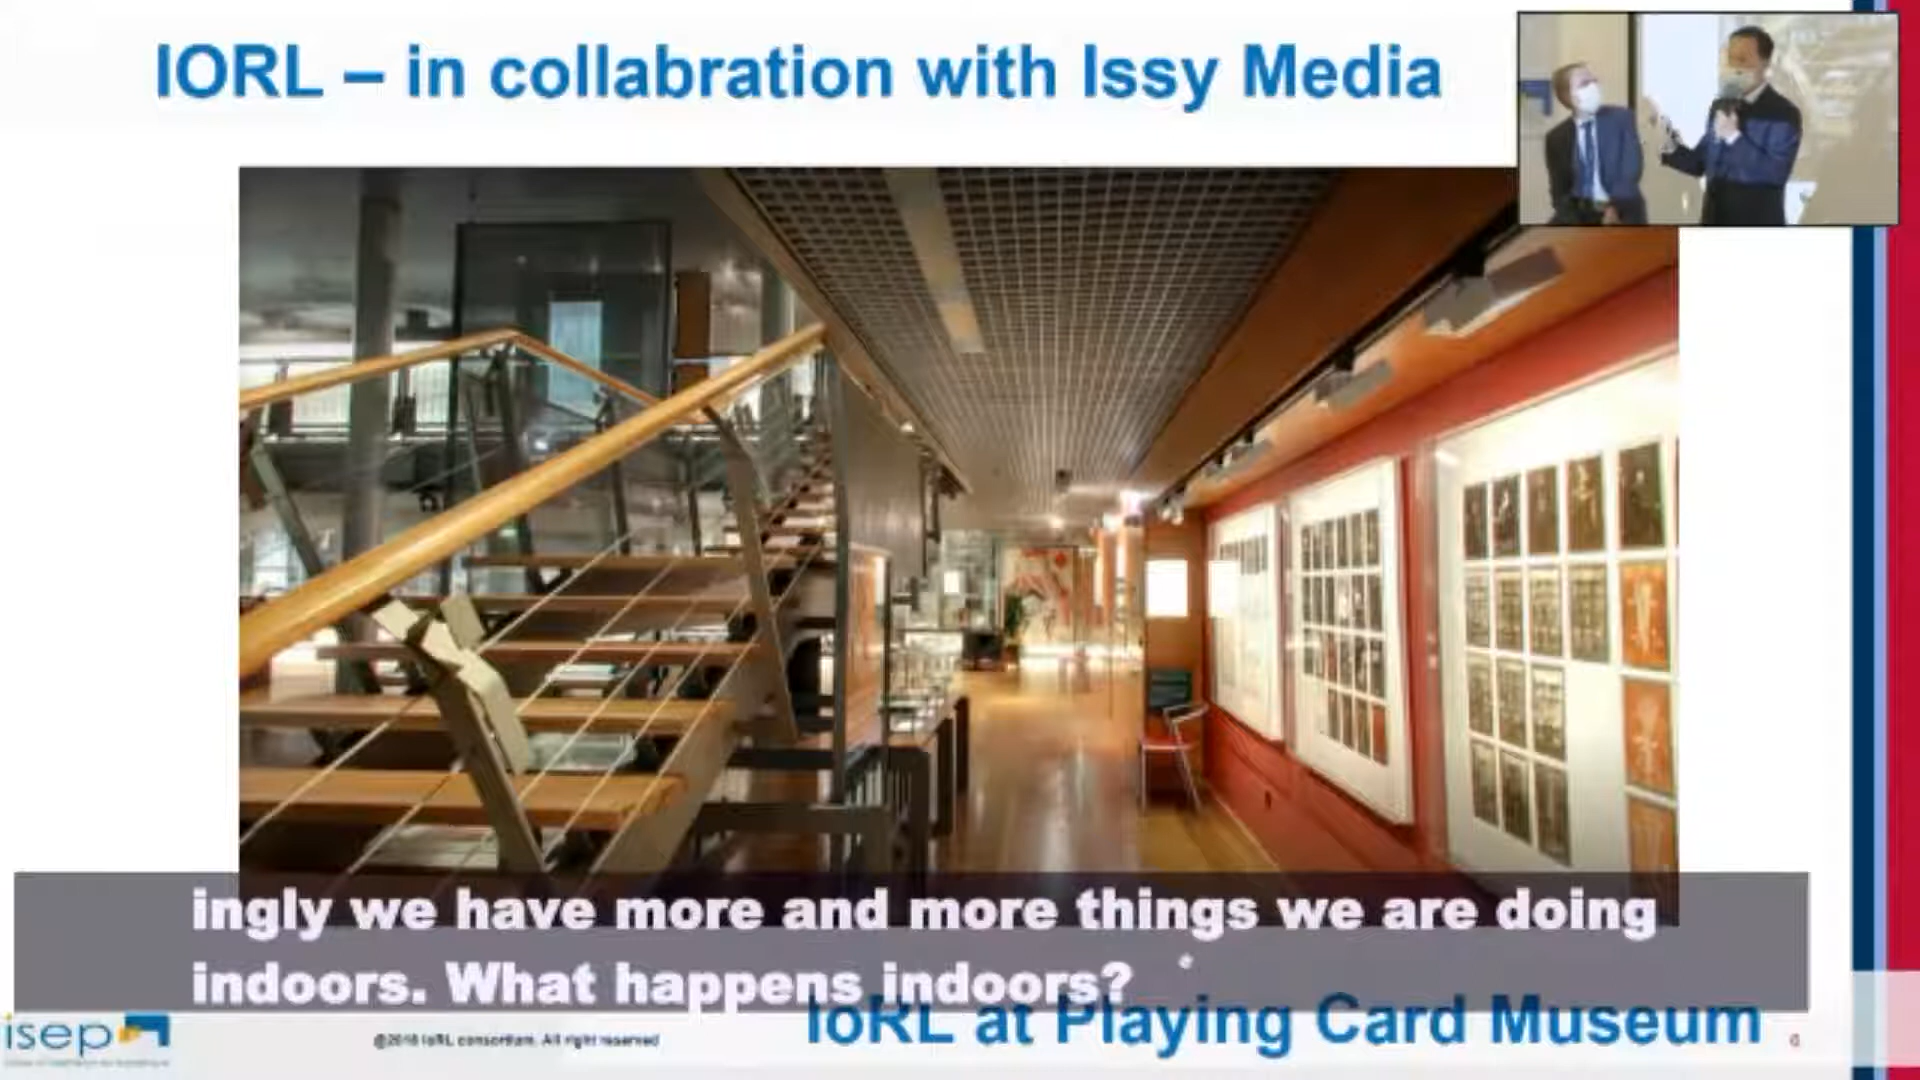 IORL – in collabration with Issy Media
ingly we have more and more things we are doing
indoors. What happens indoors?
IoRL at Playing Card Museum
isep
@2018 IoRL consortium. All right reserved
6